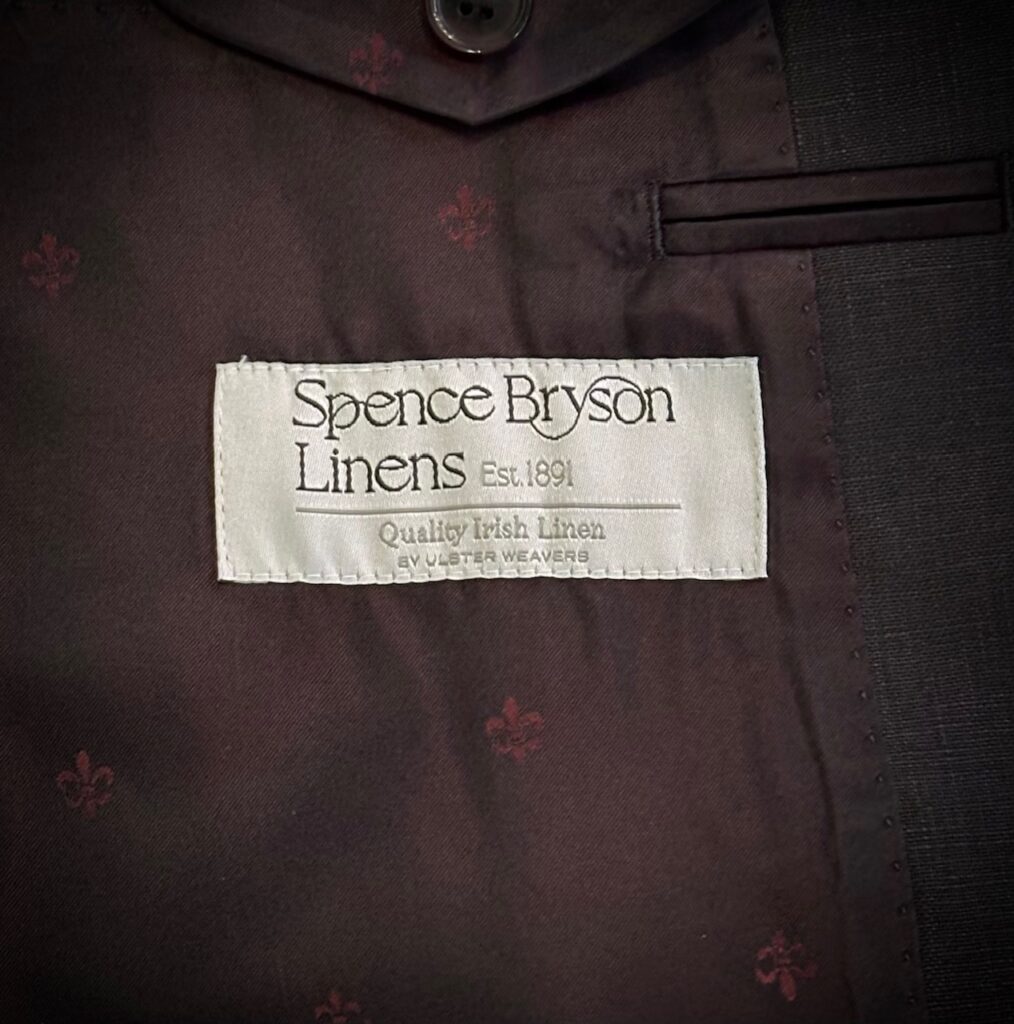 Spence Bryson
Linens Est.1891
Quality Irish Linen
BY ULSTER WEAVERS